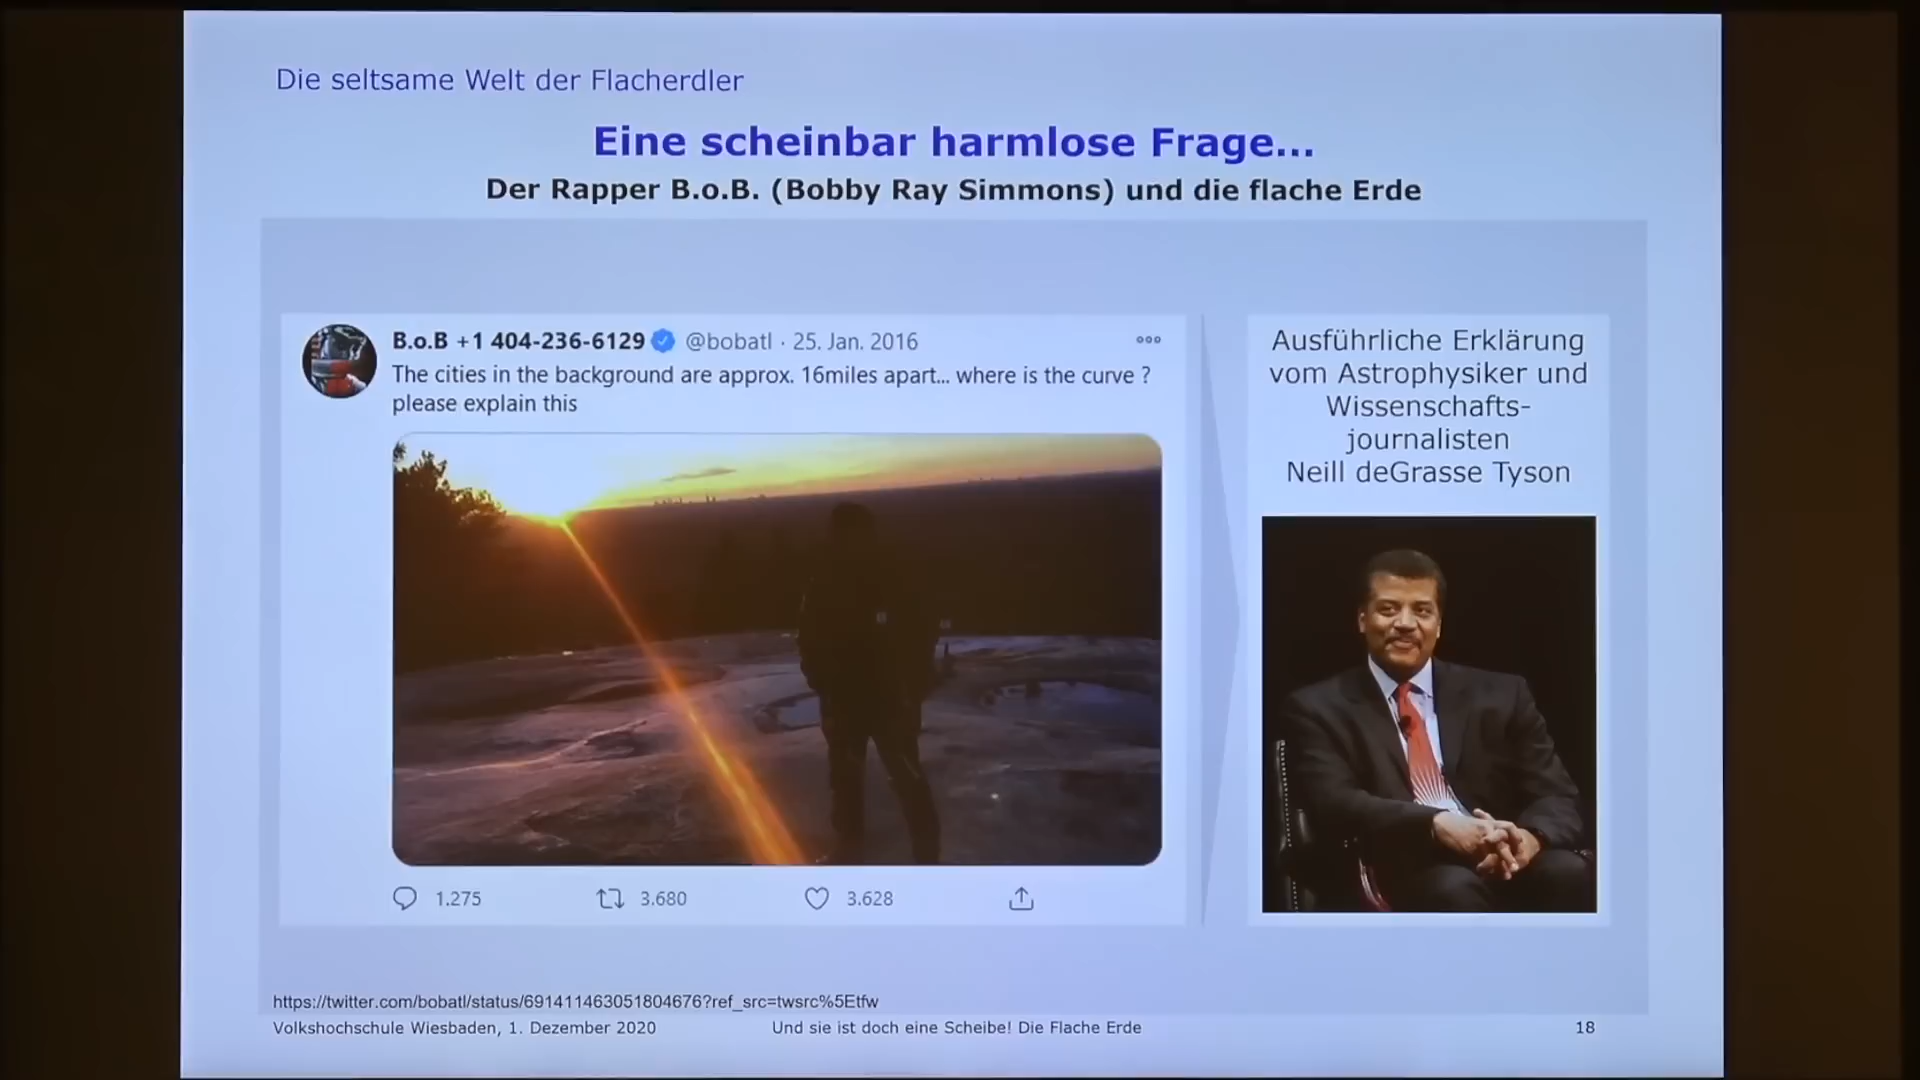 Die seltsame Welt der Flacherdler
Eine scheinbar harmlose Frage...
Der Rapper B.o.B. (Bobby Ray Simmons) und die flache Erde
B.o.B +1 404-236-6129 @bobatl · 25. Jan. 2016
The cities in the background are approx. 16miles apart... where is the curve ?
please explain this
1.275 3.680 3.628
Ausführliche Erklärung
vom Astrophysiker und
Wissenschafts-
journalisten
Neill deGrasse Tyson
https://twitter.com/bobatl/status/691411463051804676?ref_src=twsrc%5Etfw
Volkshochschule Wiesbaden, 1. Dezember 2020 Und sie ist doch eine Scheibe! Die Flache Erde 18